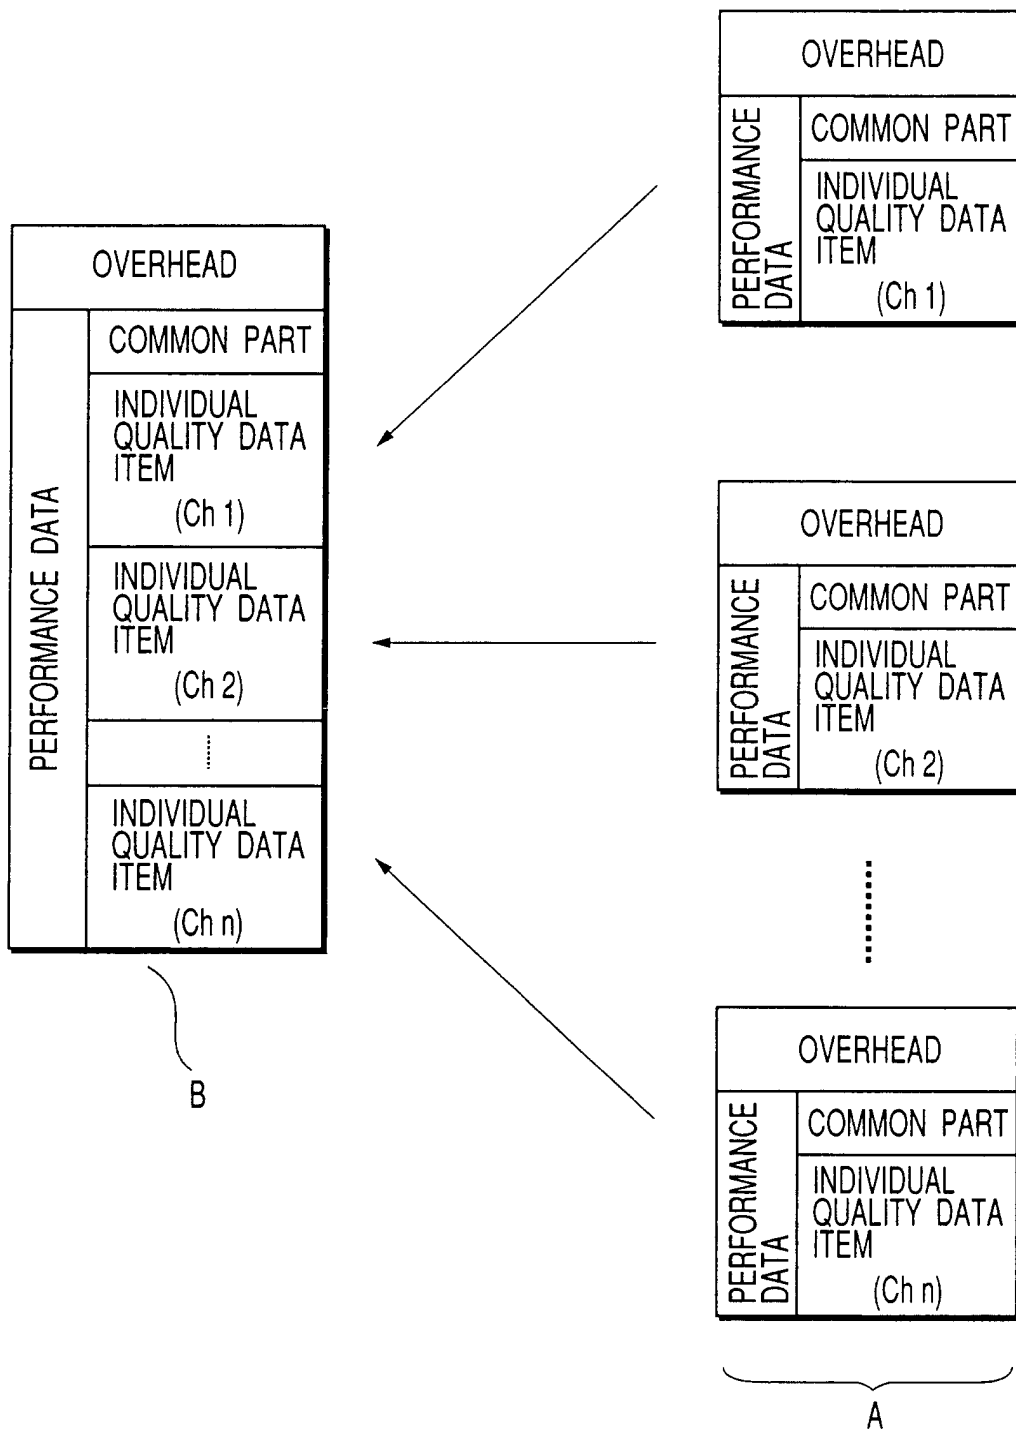 OVERHEAD
PERFORMANCE DATA
COMMON PART
INDIVIDUAL
QUALITY DATA
ITEM
(Ch 1)
INDIVIDUAL
QUALITY DATA
ITEM
(Ch 2)
INDIVIDUAL
QUALITY DATA
ITEM
(Ch n)
B
OVERHEAD
PERFORMANCE
DATA
COMMON PART
INDIVIDUAL
QUALITY DATA
ITEM
(Ch 1)
OVERHEAD
PERFORMANCE
DATA
COMMON PART
INDIVIDUAL
QUALITY DATA
ITEM
(Ch 2)
OVERHEAD
PERFORMANCE
DATA
COMMON PART
INDIVIDUAL
QUALITY DATA
ITEM
(Ch n)
A